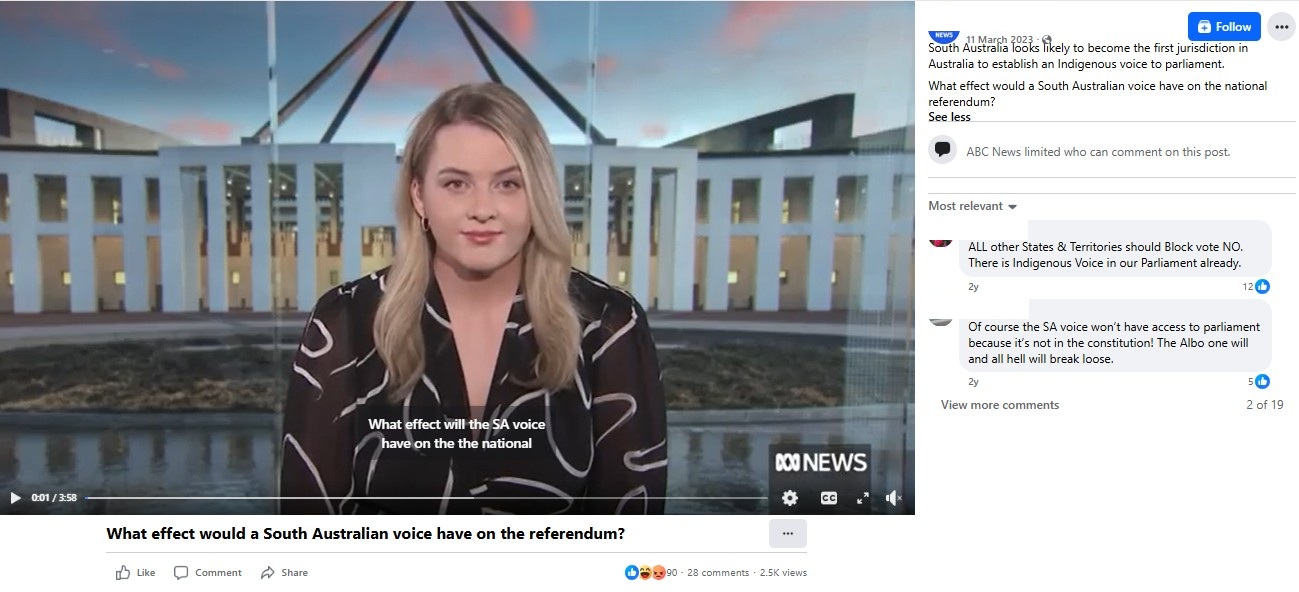 What effect will the SA voice
have on the the national
NEWS
0:01 / 3:58
CC
What effect would a South Australian voice have on the referendum?
Like
Comment
Share
90 · 28 comments · 2.5K views
Follow
NEWS
11 March 2023 ·
South Australia looks likely to become the first jurisdiction in
Australia to establish an Indigenous voice to parliament.
What effect would a South Australian voice have on the national
referendum?
See less
ABC News limited who can comment on this post.
Most relevant
ALL other States & Territories should Block vote NO.
There is Indigenous Voice in our Parliament already.
2y
12
Of course the SA voice won't have access to parliament
because it's not in the constitution! The Albo one will
and all hell will break loose.
2y
5
View more comments
2 of 19